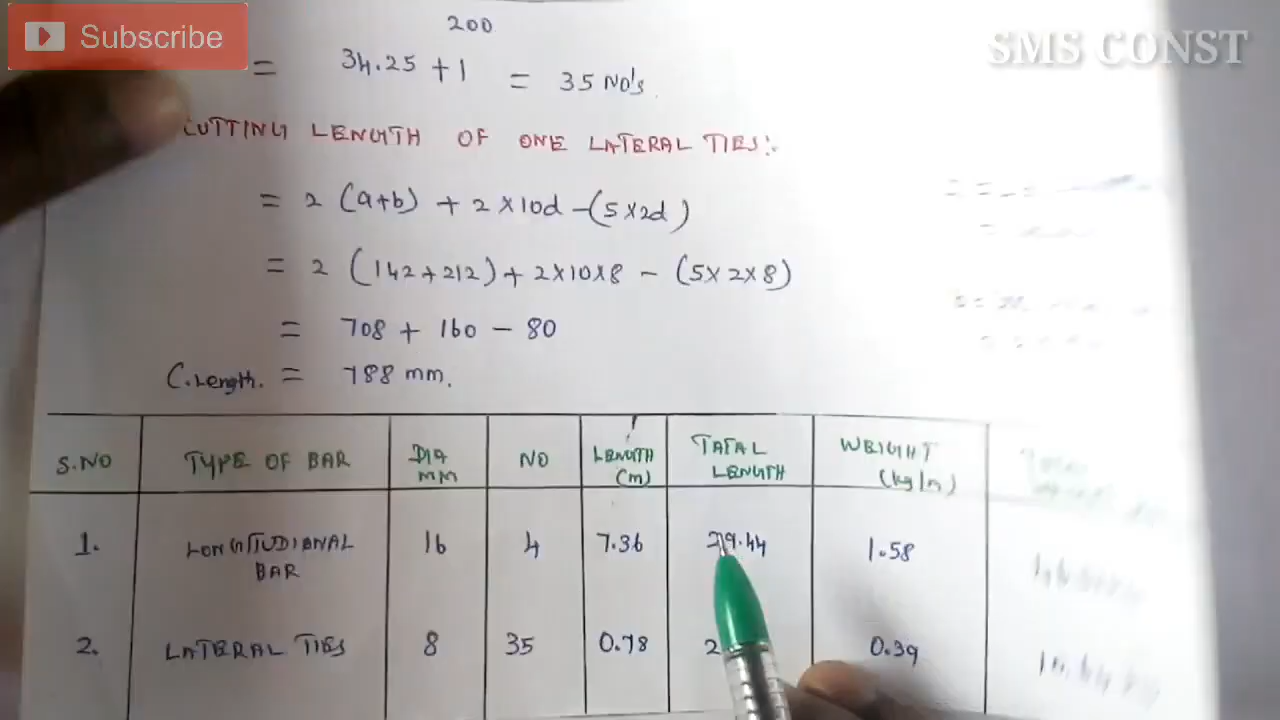 Subscribe
SMS CONST
200
= 34.25 + 1 = 35 NO's.
CUTTING LENGTH OF ONE LATERAL TIES:-
= 2 (a+b) + 2 × 10d - (5 × 2d)
= 2 (142 + 212) + 2 × 10 × 8 - (5 × 2 × 8)
= 708 + 160 - 80
C.Length. = 788 mm.
S.NO TYPE OF BAR DIA MM NO LENGTH (m) TATAL LENGTH WEIGHT (kg/m)
1. LONGITUDIANAL BAR 16 4 7.36 29.44 1.58
2. LATERAL TIES 8 35 0.78 2 0.39